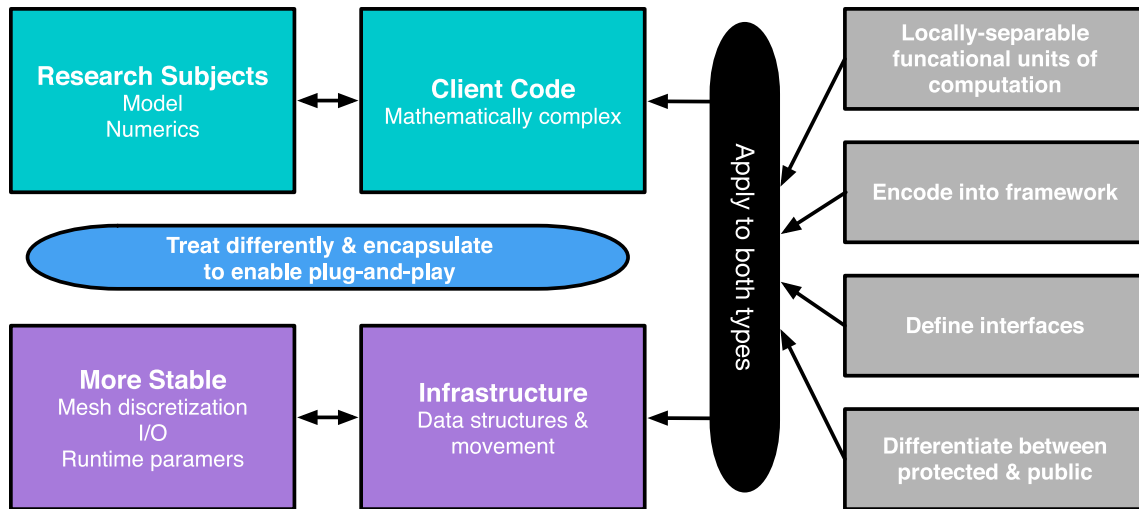 Research Subjects
Model
Numerics
Client Code
Mathematically complex
Treat differently & encapsulate
to enable plug-and-play
More Stable
Mesh discretization
I/O
Runtime paramers
Infrastructure
Data structures &
movement
Apply to both types
Locally-separable
funcational units of
computation
Encode into framework
Define interfaces
Differentiate between
protected & public